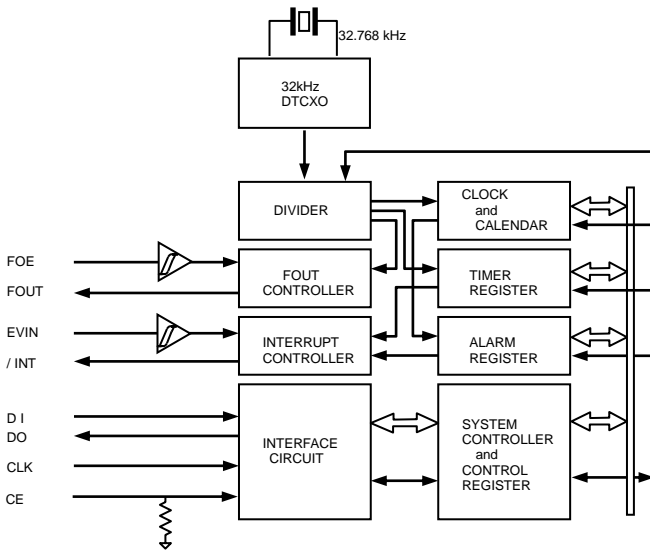 32.768 kHz
32kHz
DTCXO
DIVIDER
CLOCK
and
CALENDAR
FOE
FOUT
FOUT
CONTROLLER
TIMER
REGISTER
EVIN
/ INT
INTERRUPT
CONTROLLER
ALARM
REGISTER
D I
DO
CLK
CE
INTERFACE
CIRCUIT
SYSTEM
CONTROLLER
and
CONTROL
REGISTER